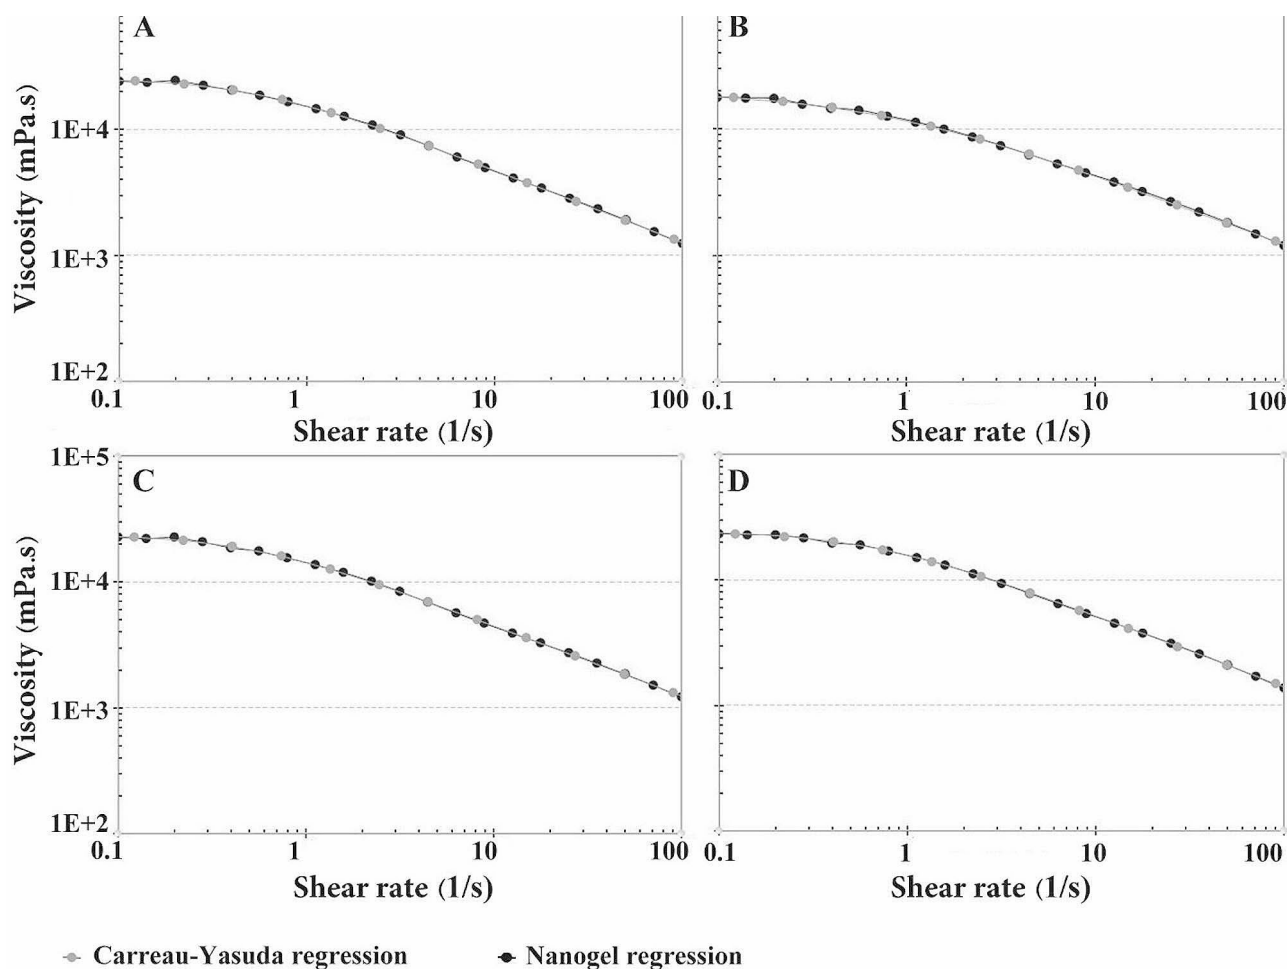 A
B
Viscosity (mPa.s)
1E+4
1E+3
1E+2
0.1
1
10
100
0.1
1
10
100
Shear rate (1/s)
Shear rate (1/s)
1E+5
C
D
Viscosity (mPa.s)
1E+4
1E+3
1E+2
0.1
1
10
100
0.1
1
10
100
Shear rate (1/s)
Shear rate (1/s)
Carreau-Yasuda regression
Nanogel regression